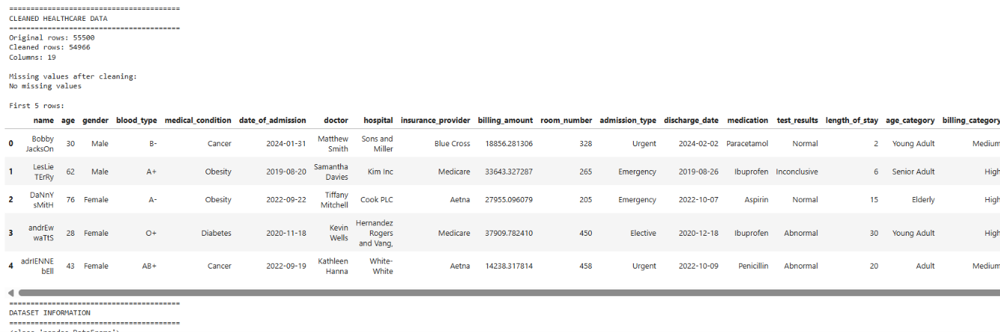 ========================================
CLEANED HEALTHCARE DATA
========================================
Original rows: 55500
Cleaned rows: 54966
Columns: 19
Missing values after cleaning:
No missing values
First 5 rows:
name age gender blood_type medical_condition date_of_admission doctor hospital insurance_provider billing_amount room_number admission_type discharge_date medication test_results length_of_stay age_category billing_category
0 Bobby JacksOn 30 Male B- Cancer 2024-01-31 Matthew Smith Sons and Miller Blue Cross 18856.281306 328 Urgent 2024-02-02 Paracetamol Normal 2 Young Adult Medium
1 LesLie TErRy 62 Male A+ Obesity 2019-08-20 Samantha Davies Kim Inc Medicare 33643.327287 265 Emergency 2019-08-26 Ibuprofen Inconclusive 6 Senior Adult High
2 DaNnY sMitH 76 Female A- Obesity 2022-09-22 Tiffany Mitchell Cook PLC Aetna 27955.096079 205 Emergency 2022-10-07 Aspirin Normal 15 Elderly High
3 andrEw waTtS 28 Female O+ Diabetes 2020-11-18 Kevin Wells Hernandez Rogers and Vang, Medicare 37909.782410 450 Elective 2020-12-18 Ibuprofen Abnormal 30 Young Adult High
4 adrIENNE bEll 43 Female AB+ Cancer 2022-09-19 Kathleen Hanna White-White Aetna 14238.317814 458 Urgent 2022-10-09 Penicillin Abnormal 20 Adult Medium
========================================
DATASET INFORMATION
========================================